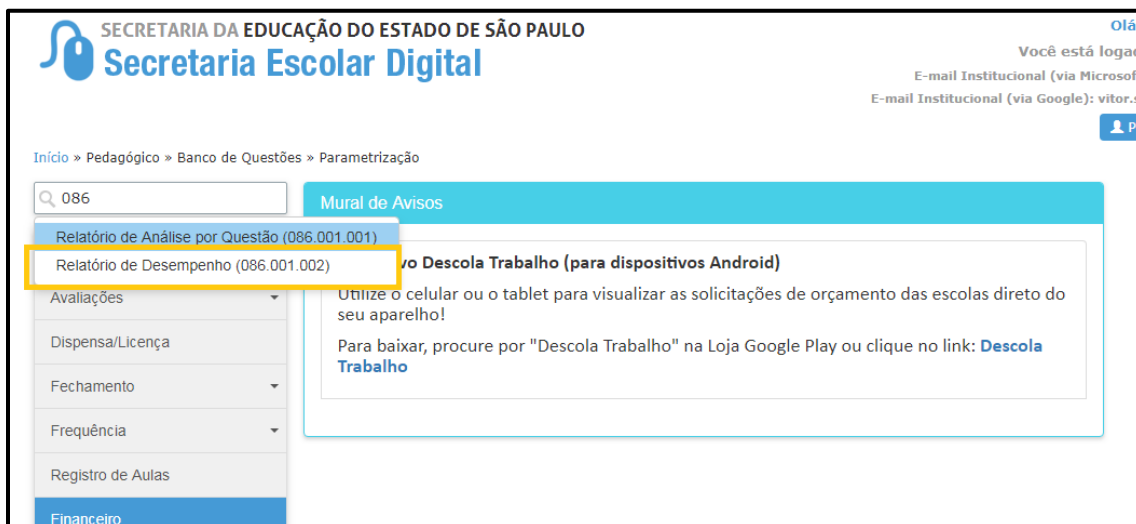 SECRETARIA DA EDUCAÇÃO DO ESTADO DE SÃO PAULO
Secretaria Escolar Digital
Olá
Você está logad
E-mail Institucional (via Microsof
E-mail Institucional (via Google): vitor.s
P
Início » Pedagógico » Banco de Questões » Parametrização
086
Relatório de Análise por Questão (086.001.001)
Relatório de Desempenho (086.001.002)
Avaliações
Dispensa/Licença
Fechamento
Frequência
Registro de Aulas
Financeiro
Mural de Avisos
vo Descola Trabalho (para dispositivos Android)
Utilize o celular ou o tablet para visualizar as solicitações de orçamento das escolas direto do
seu aparelho!
Para baixar, procure por "Descola Trabalho" na Loja Google Play ou clique no link: Descola
Trabalho